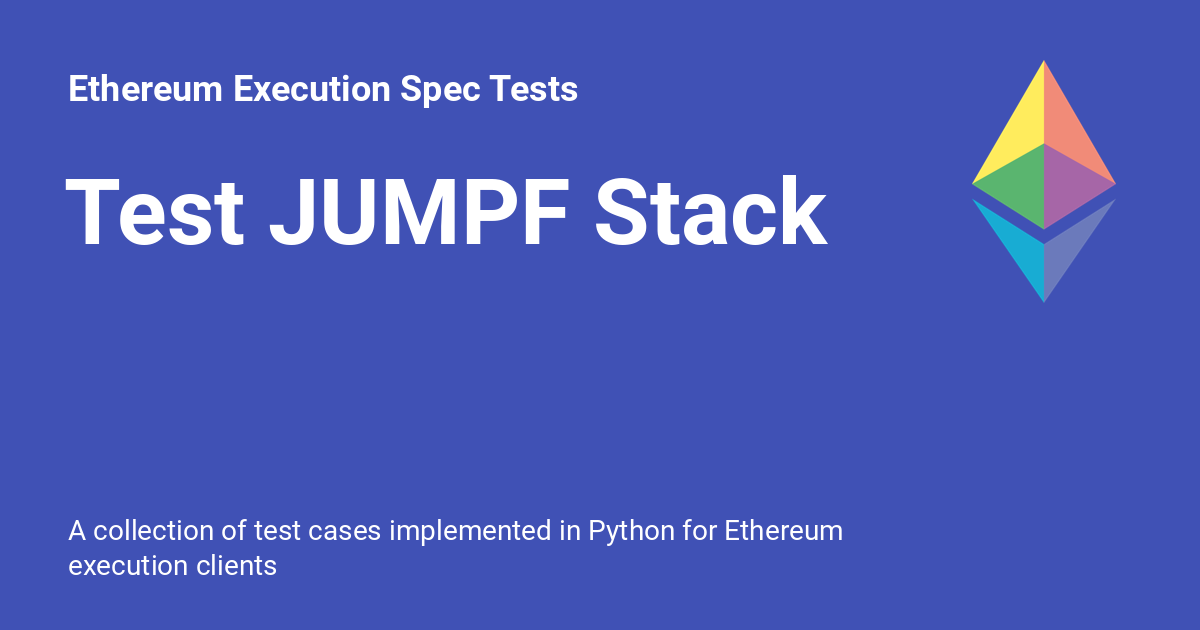 Ethereum Execution Spec Tests
Test JUMPF Stack
A collection of test cases implemented in Python for Ethereum
execution clients